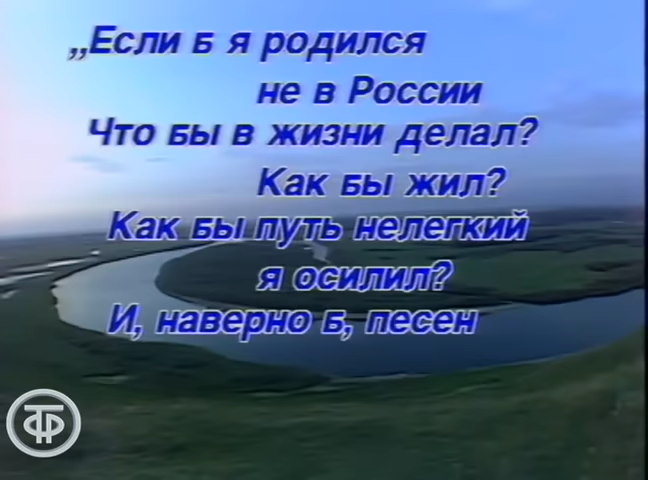 „Если б я родился
не в России
Что бы в жизни делал?
Как бы жил?
Как бы путь нелегкий
я осилил?
И, наверно б, песен